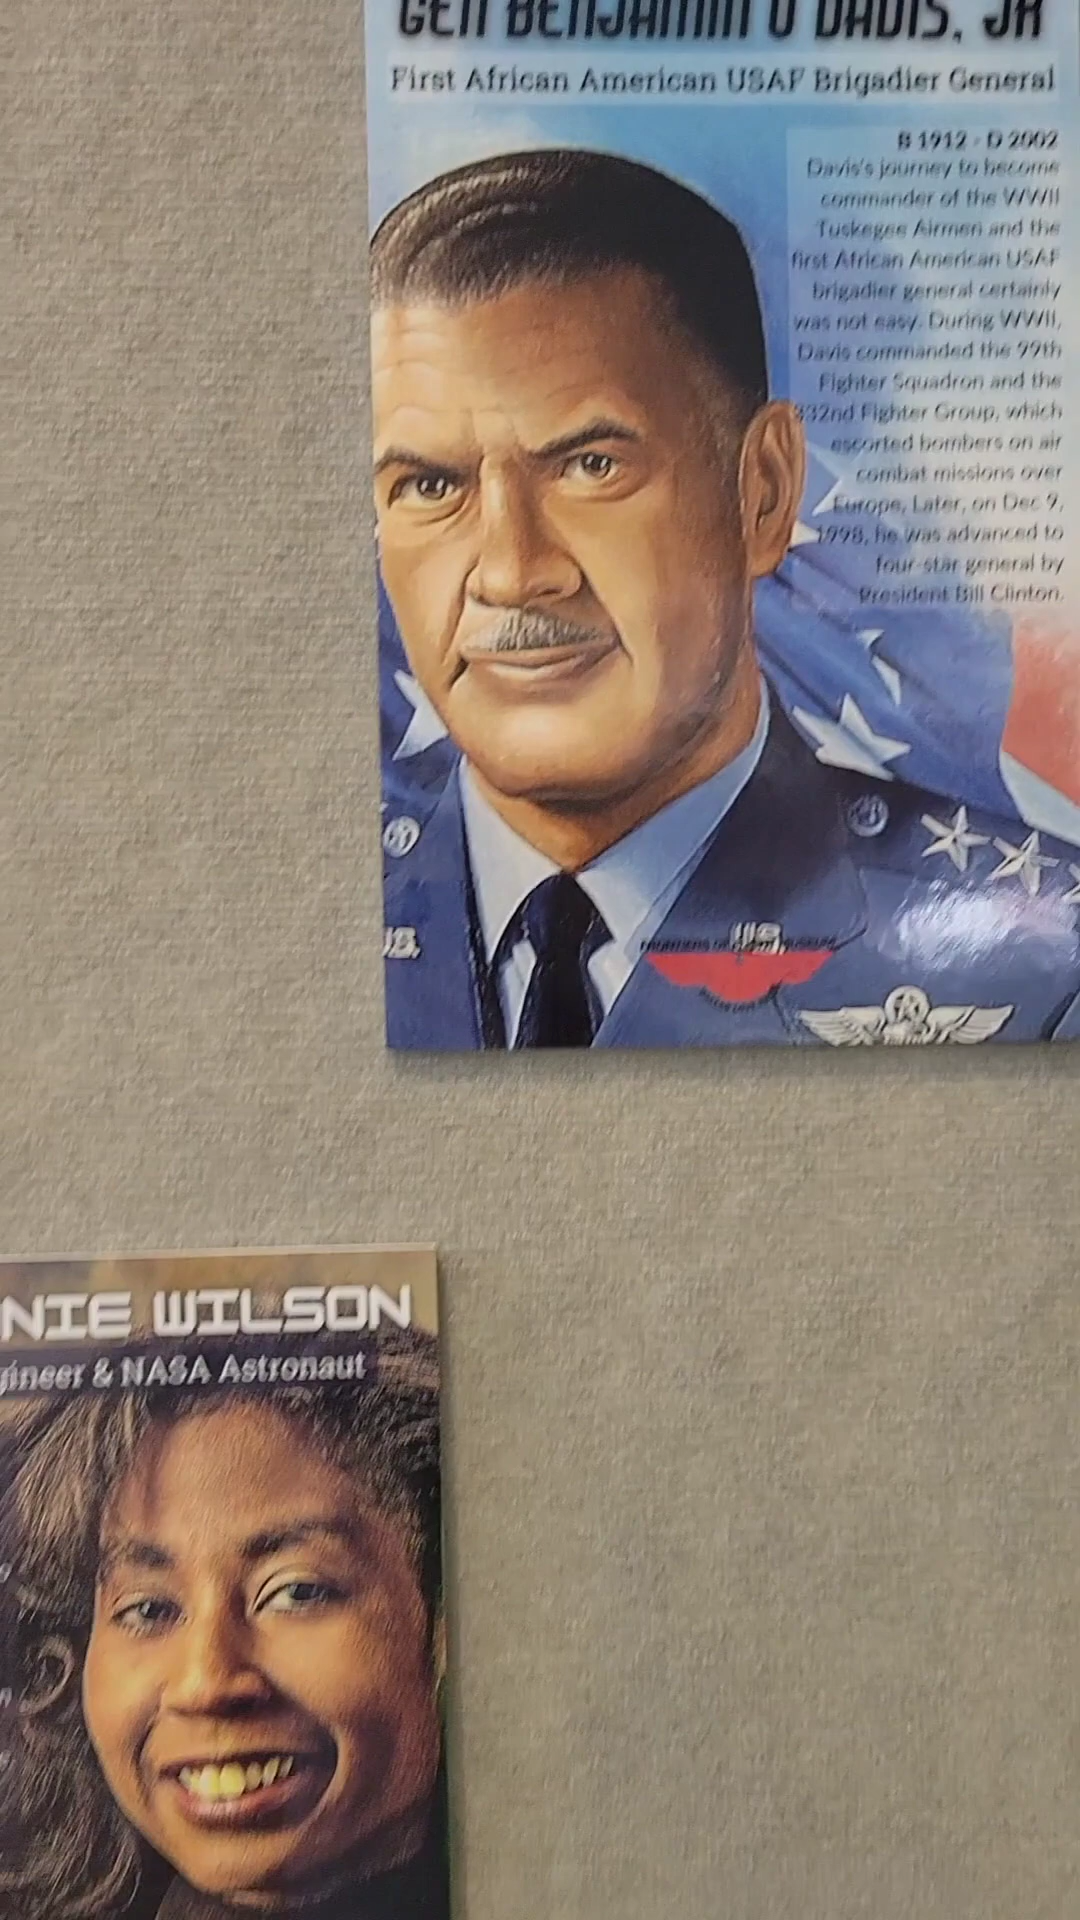 GEN BENJAMIN O DAVIS, JR
First African American USAF Brigadier General
B 1912 - D 2002
Davis's journey to become
commander of the WWII
Tuskegee Airmen and the
first African American USAF
brigadier general certainly
was not easy. During WWII,
Davis commanded the 99th
Fighter Squadron and the
332nd Fighter Group, which
escorted bombers on air
combat missions over
Europe. Later, on Dec 9,
1998, he was advanced to
four-star general by
President Bill Clinton.
U.S.
U.S.
FRONTIERS OF FLIGHT MUSEUM
NIE WILSON
gineer & NASA Astronaut